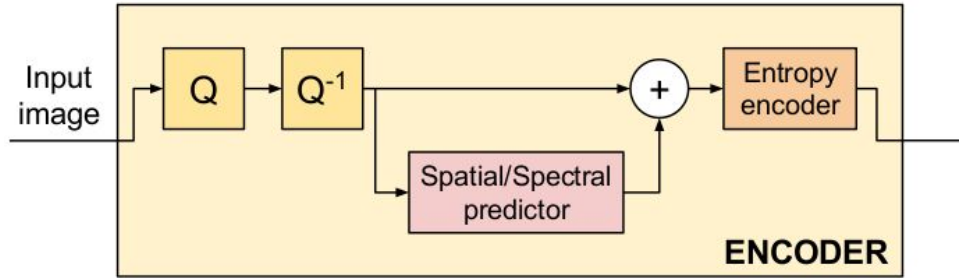 Input
image
Q
Q-1
+
Entropy
encoder
Spatial/Spectral
predictor
ENCODER